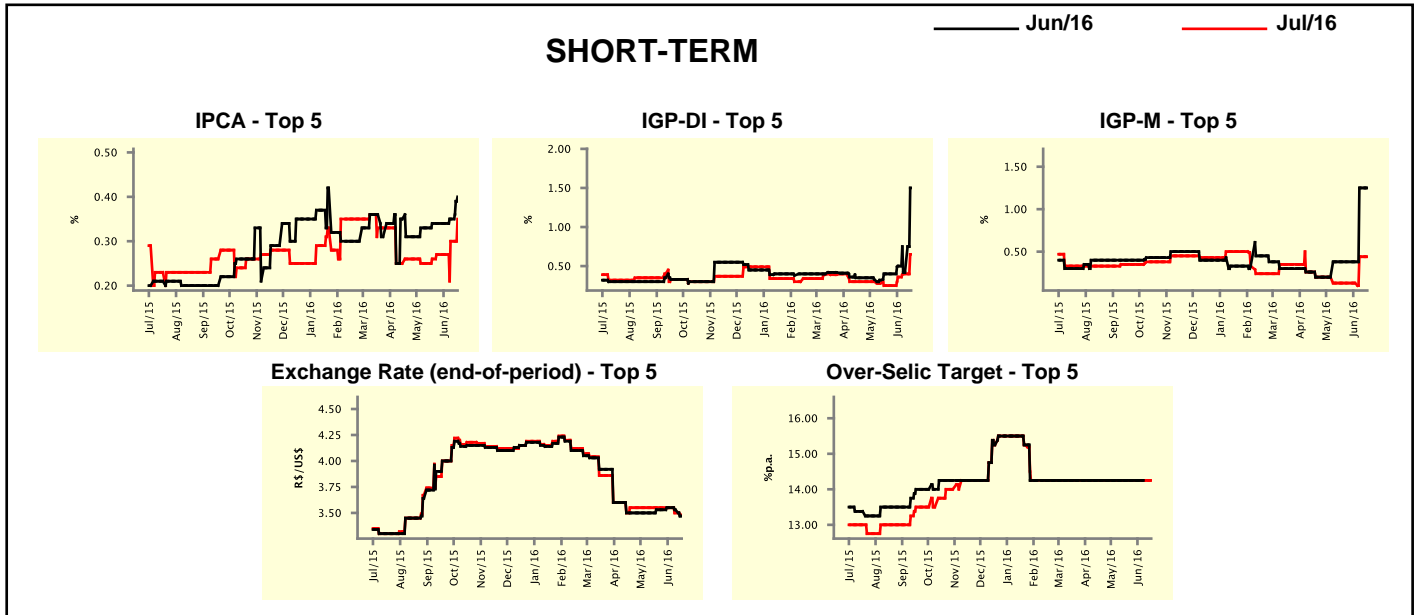 Jun/16 Jul/16
SHORT-TERM
IPCA - Top 5
0.50
0.40
0.30
0.20
%
Jul/15 Aug/15 Sep/15 Oct/15 Nov/15 Dec/15 Jan/16 Feb/16 Mar/16 Apr/16 May/16 Jun/16
IGP-DI - Top 5
2.00
1.50
1.00
0.50
%
Jul/15 Aug/15 Sep/15 Oct/15 Nov/15 Dec/15 Jan/16 Feb/16 Mar/16 Apr/16 May/16 Jun/16
IGP-M - Top 5
1.50
1.00
0.50
%
Jul/15 Aug/15 Sep/15 Oct/15 Nov/15 Dec/15 Jan/16 Feb/16 Mar/16 Apr/16 May/16 Jun/16
Exchange Rate (end-of-period) - Top 5
4.50
4.25
4.00
3.75
3.50
R$/US$
Jul/15 Aug/15 Sep/15 Oct/15 Nov/15 Dec/15 Jan/16 Feb/16 Mar/16 Apr/16 May/16 Jun/16
Over-Selic Target - Top 5
16.00
15.00
14.00
13.00
%p.a.
Jul/15 Aug/15 Sep/15 Oct/15 Nov/15 Dec/15 Jan/16 Feb/16 Mar/16 Apr/16 May/16 Jun/16